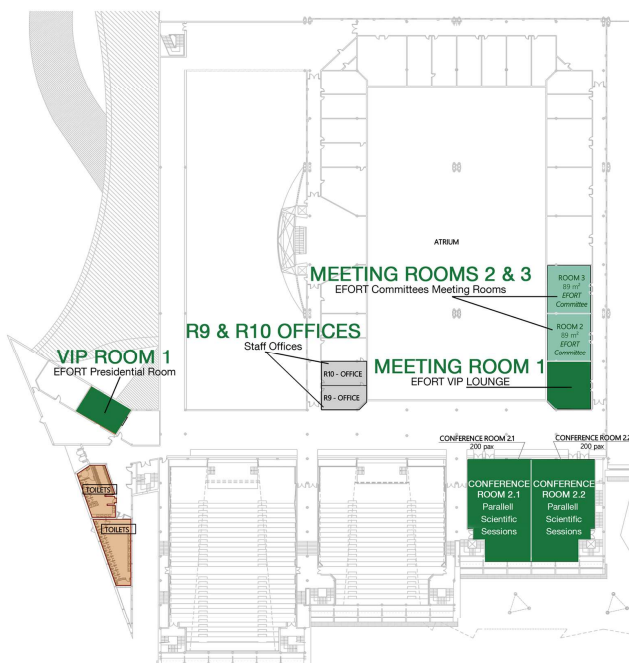 ATRIUM
MEETING ROOMS 2 & 3
EFORT Committees Meeting Rooms
ROOM 3
89 m²
EFORT
Committee
ROOM 2
89 m²
EFORT
Committee
R9 & R10 OFFICES
Staff Offices
R10 - OFFICE
R9 - OFFICE
VIP ROOM 1
EFORT Presidential Room
MEETING ROOM 1
EFORT VIP LOUNGE
CONFERENCE ROOM 2.1
200 pax
CONFERENCE ROOM 2.2
200 pax
CONFERENCE
ROOM 2.1
Parallell
Scientific
Sessions
CONFERENCE
ROOM 2.2
Parallell
Scientific
Sessions
TOILETS
TOILETS